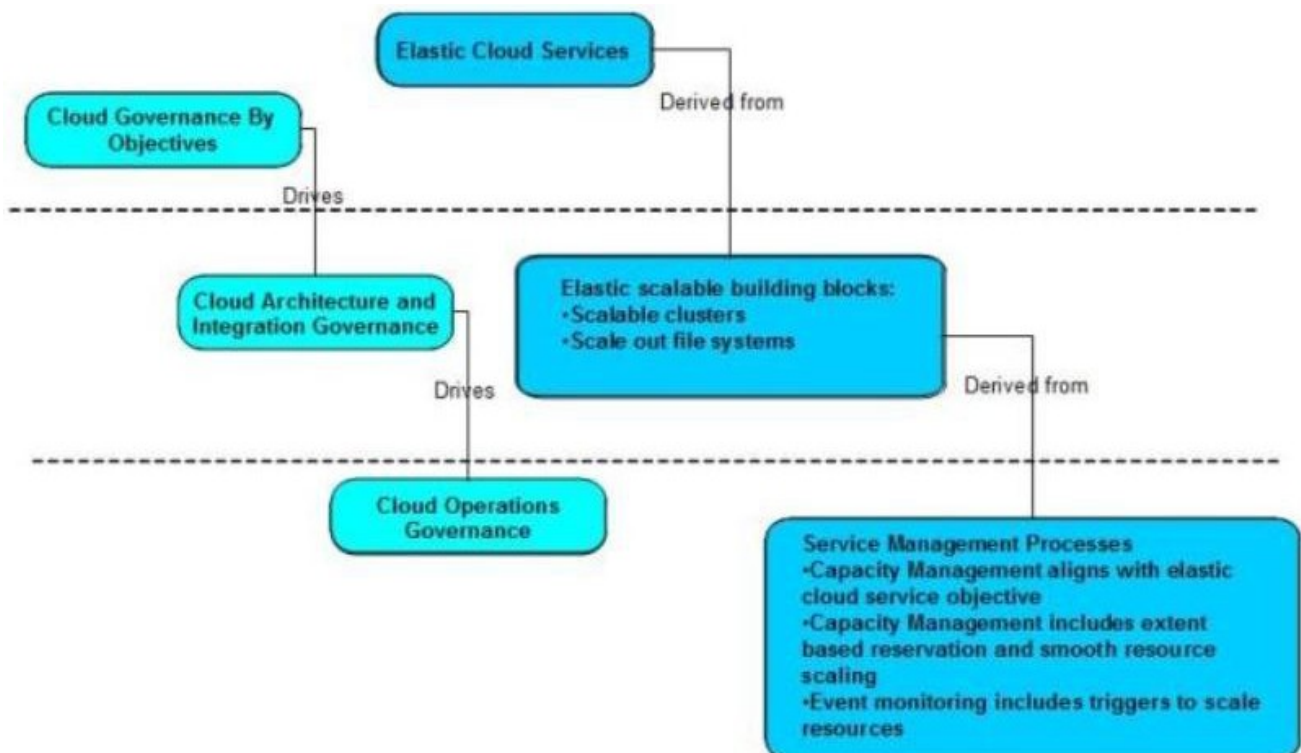 Elastic Cloud Services
Derived from
Cloud Governance By
Objectives
Drives
Cloud Architecture and
Integration Governance
Elastic scalable building blocks:
•Scalable clusters
•Scale out file systems
Drives
Derived from
Cloud Operations
Governance
Service Management Processes
•Capacity Management aligns with elastic
cloud service objective
•Capacity Management includes extent
based reservation and smooth resource
scaling
•Event monitoring includes triggers to scale
resources